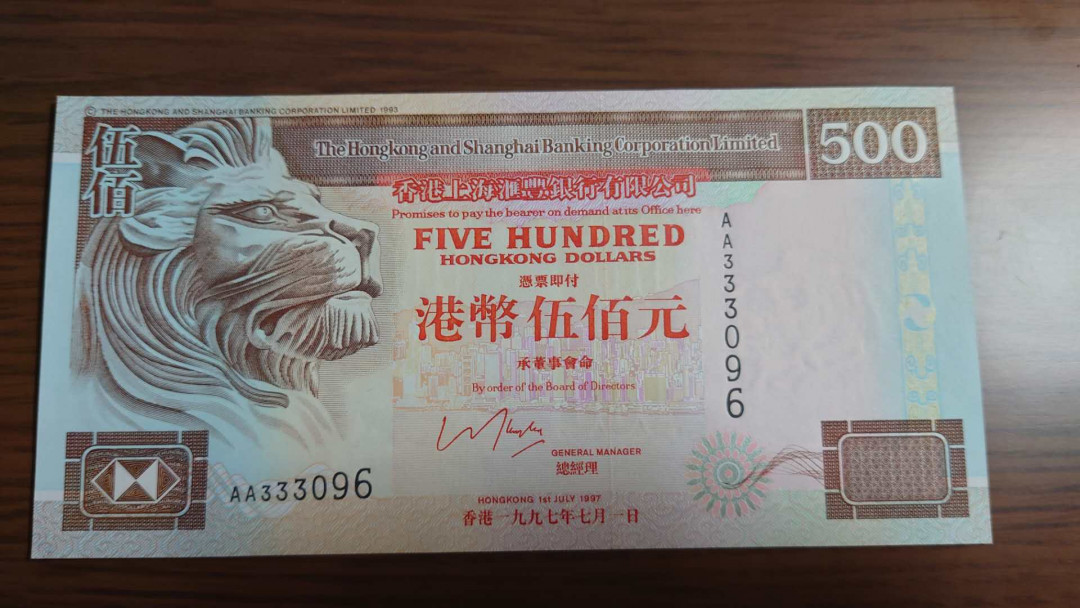 © THE HONGKONG AND SHANGHAI BANKING CORPORATION LIMITED 1993
伍佰
The Hongkong and Shanghai Banking Corporation Limited
500
香港上海滙豐銀行有限公司
Promises to pay the bearer on demand at its Office here
FIVE HUNDRED
HONGKONG DOLLARS
憑票即付
港幣伍佰元
承董事會命
By order of the Board of Directors
GENERAL MANAGER
總經理
HONGKONG 1st JULY 1997
香港一九九七年七月一日
AA333096
AA333096